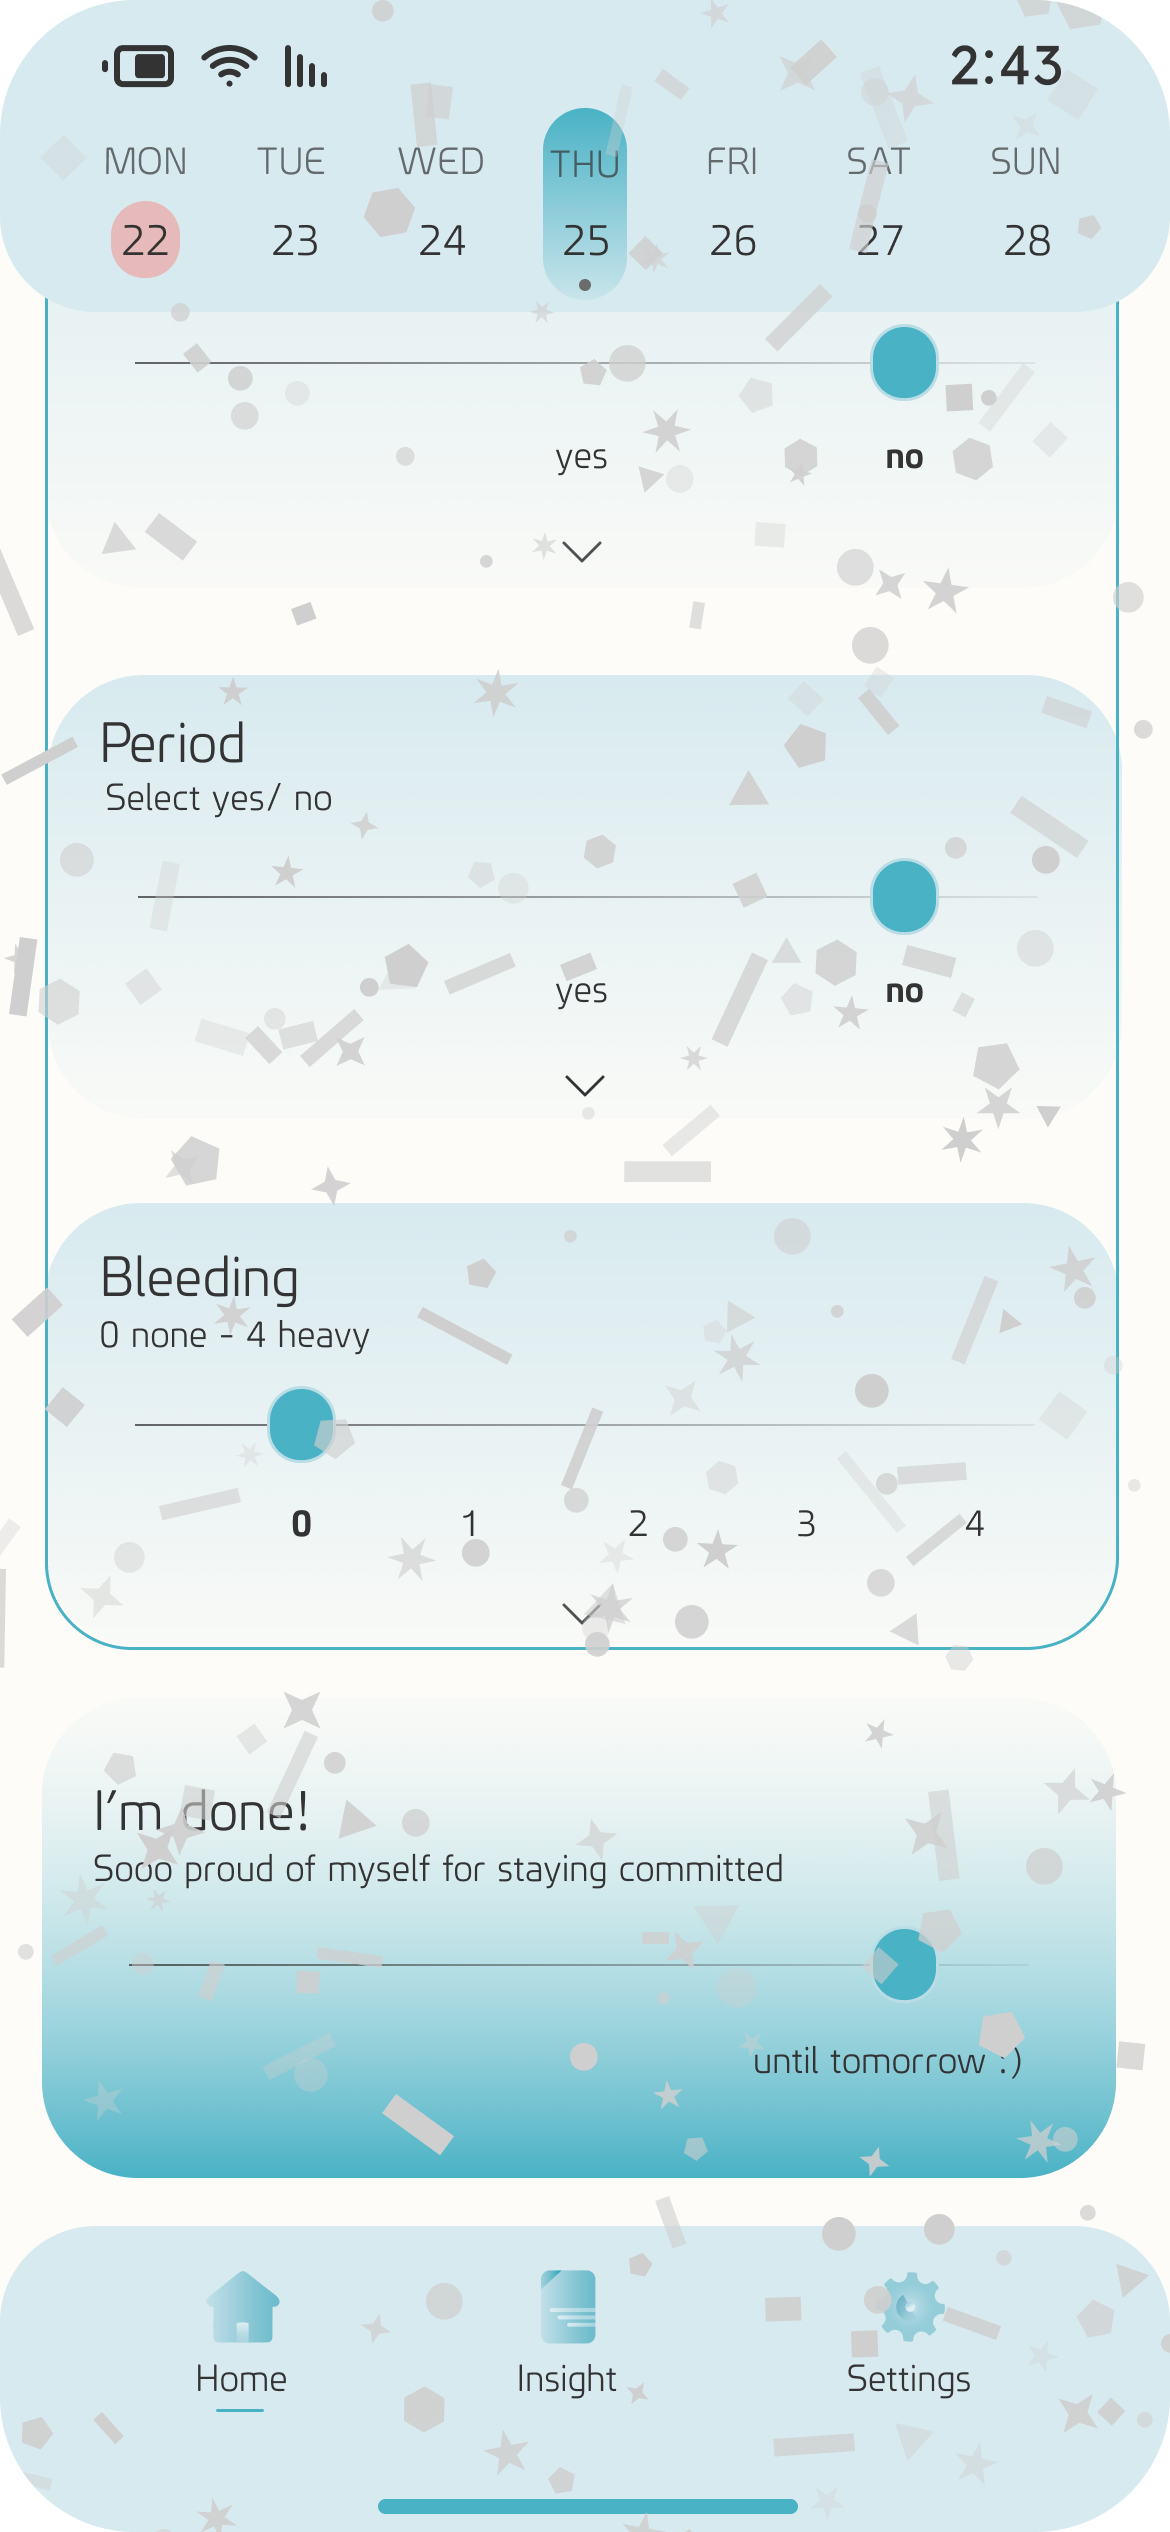 2:43
MON TUE WED THU FRI SAT SUN
22 23 24 25 26 27 28
yes no
Period
Select yes/ no
yes no
Bleeding
0 none - 4 heavy
0 1 2 3 4
I'm done!
Sooo proud of myself for staying committed
until tomorrow :)
Home Insight Settings